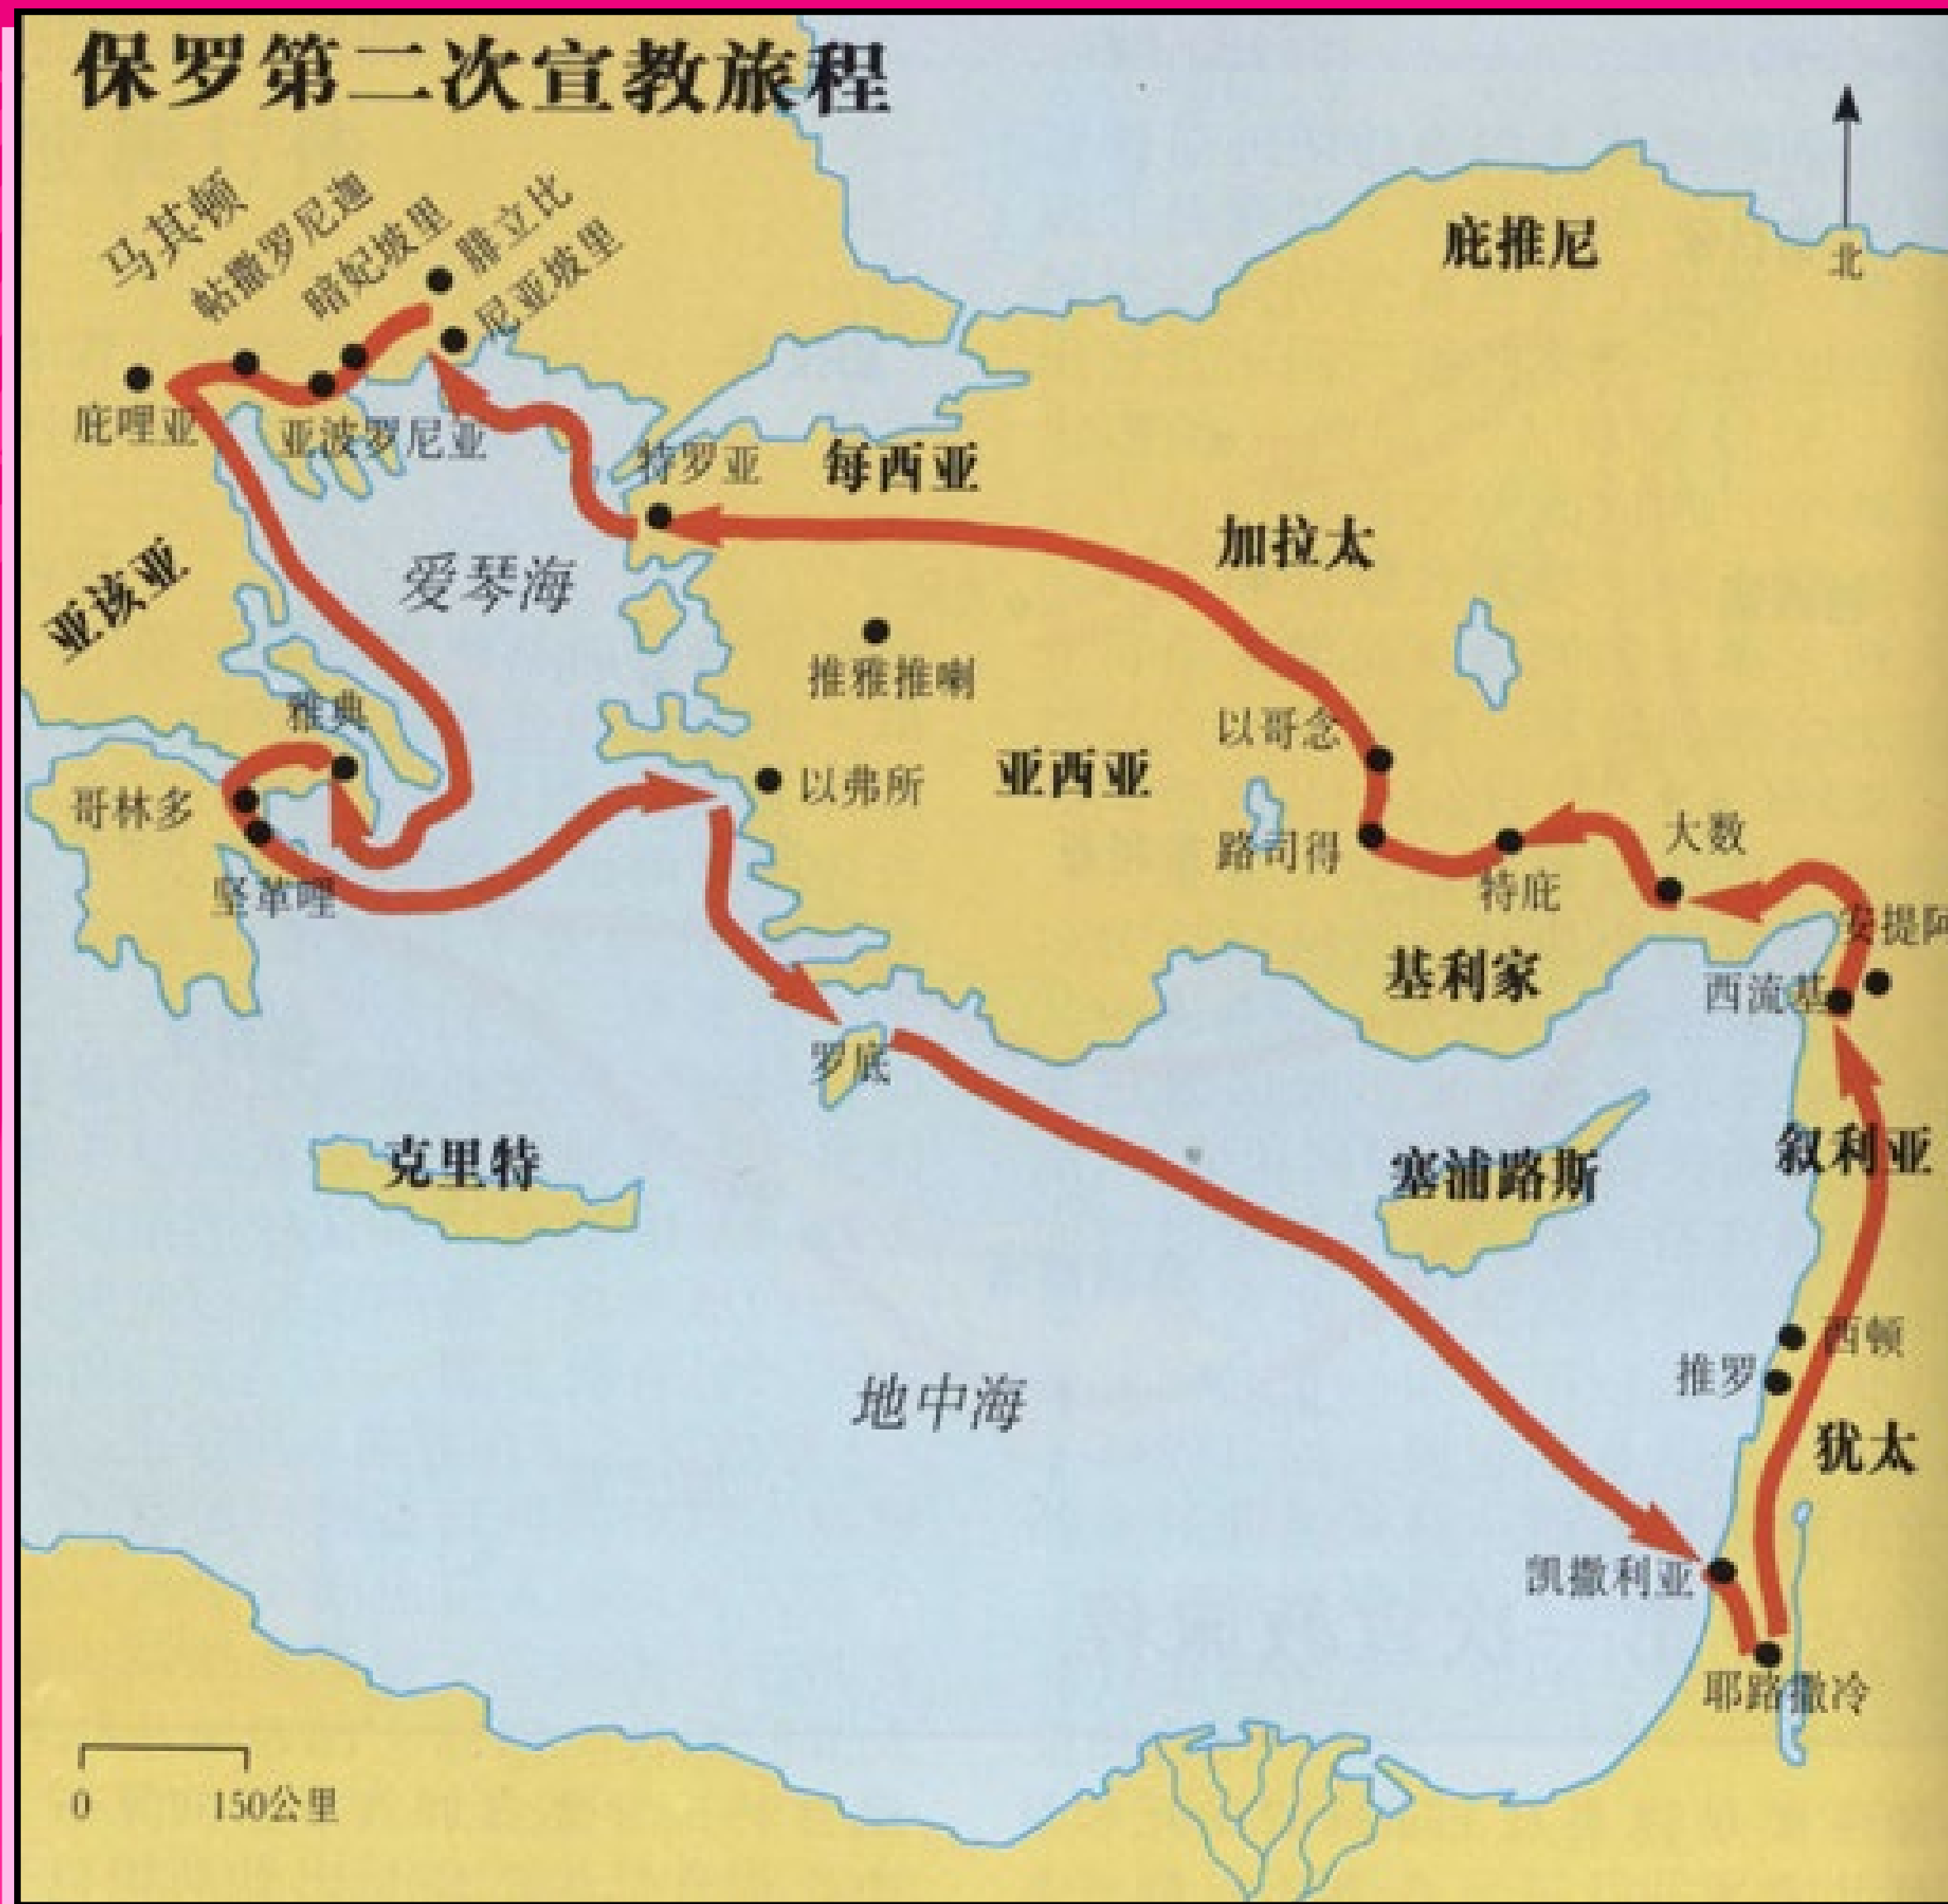 保罗第二次宣教旅程
马其顿
帖撒罗尼迦
暗妃坡里
腓立比
尼亚坡里
庇推尼
北
庇哩亚
亚波罗尼亚
特罗亚
每西亚
加拉太
爱琴海
亚该亚
推雅推喇
雅典
以哥念
亚西亚
以弗所
哥林多
路司得
大数
特庇
坚革哩
安提阿
基利家
西流基
罗底
克里特
塞浦路斯
叙利亚
西顿
推罗
地中海
犹太
凯撒利亚
耶路撒冷
0 150公里